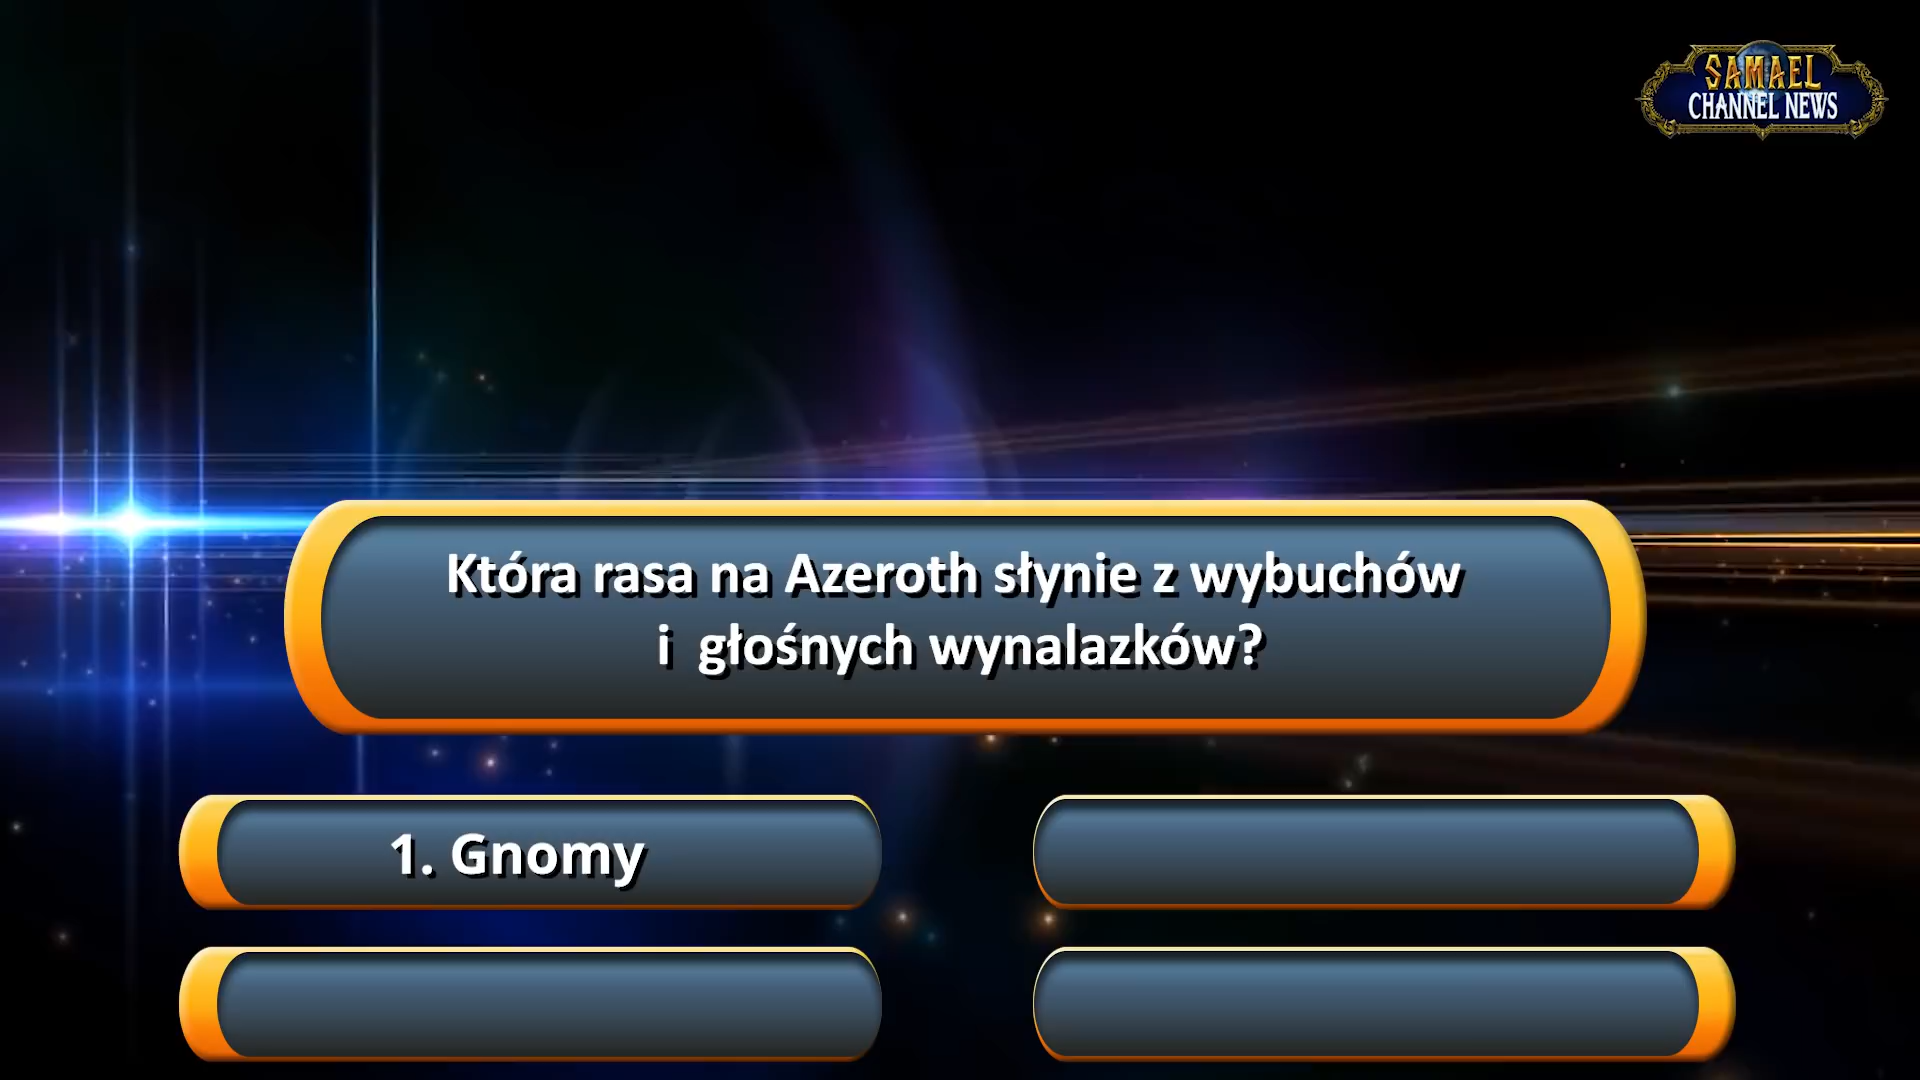 SAMAEL
CHANNEL NEWS
Która rasa na Azeroth słynie z wybuchów
i głośnych wynalazków?
1. Gnomy